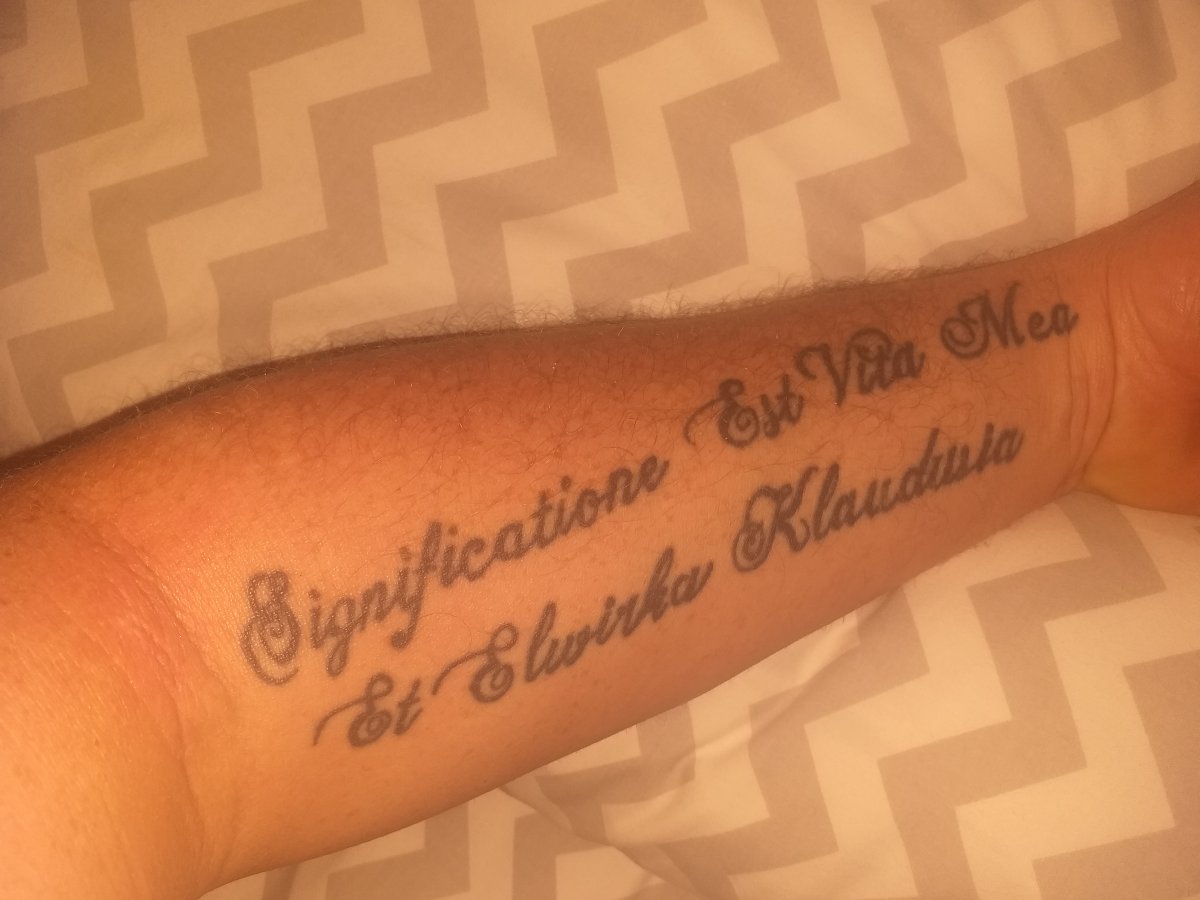 Significatione Est Vita Mea
Et Elwirka Klaudusia